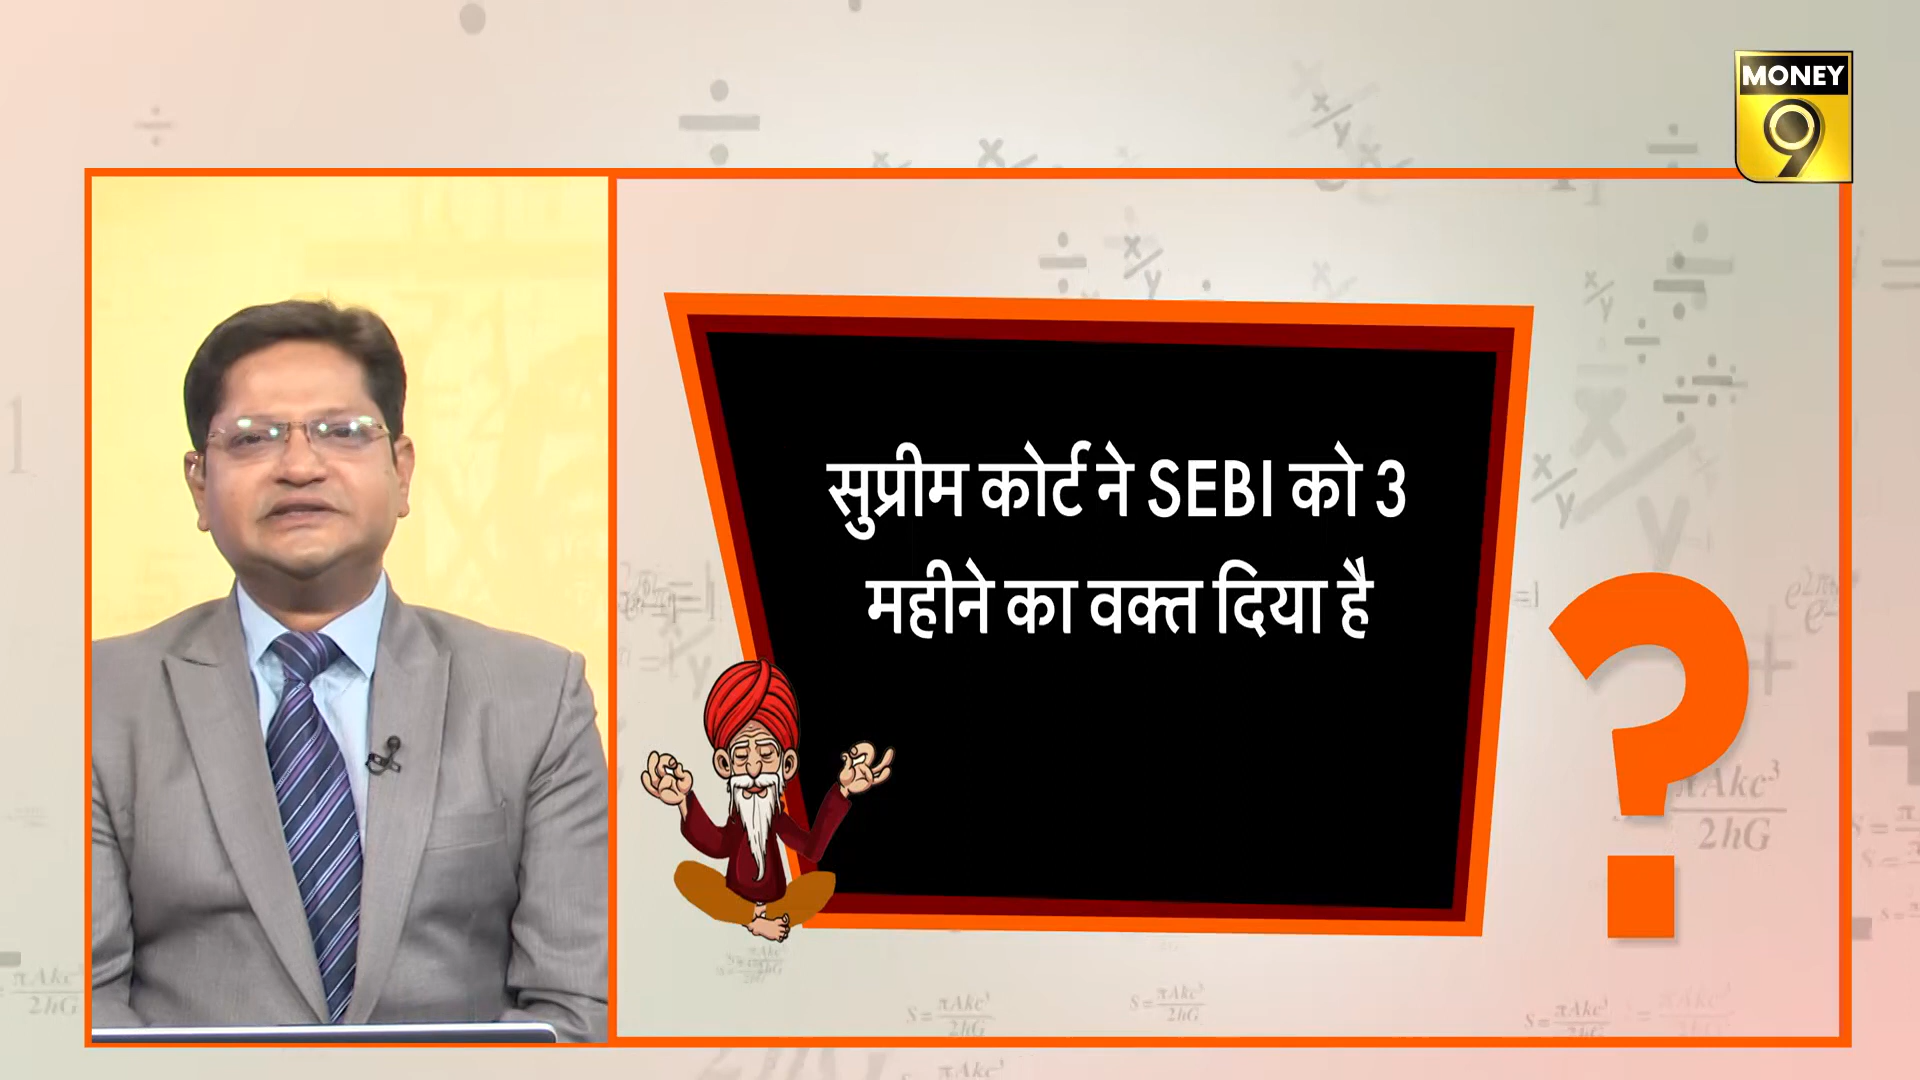 MONEY
9
सुप्रीम कोर्ट ने SEBI को 3
महीने का वक्त दिया है
?